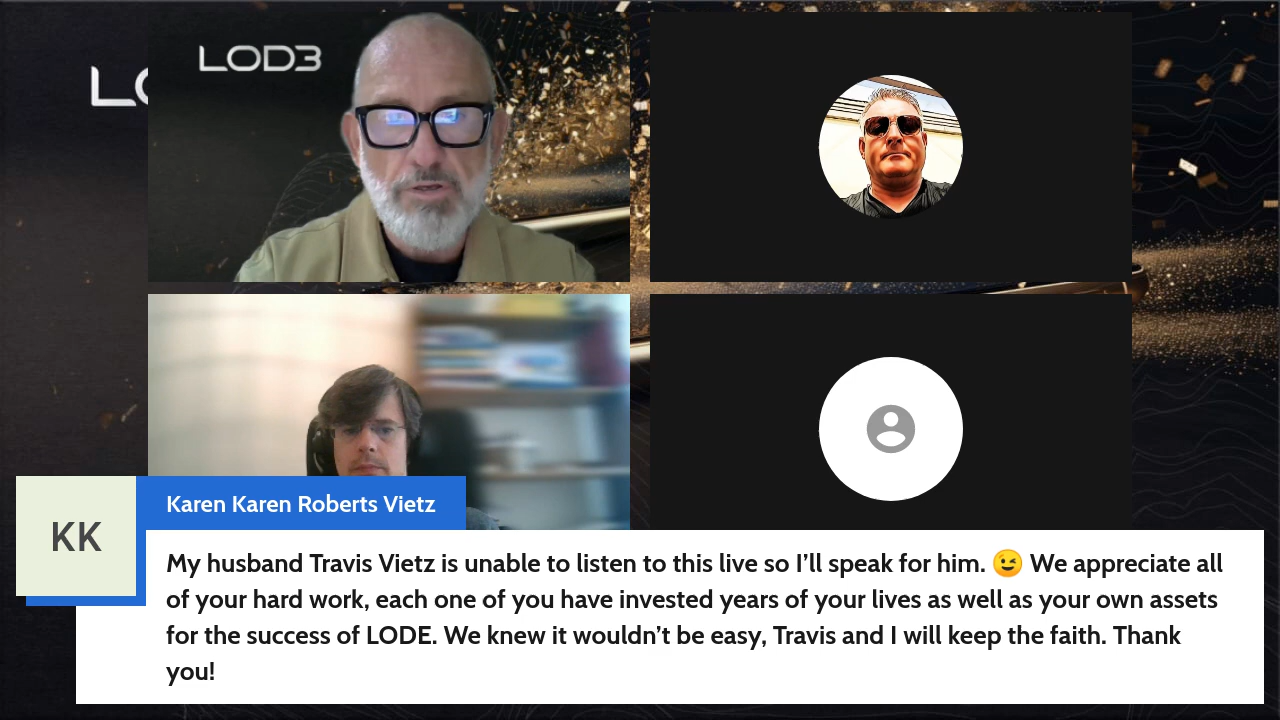 LOD3
LO
Karen Karen Roberts Vietz
KK
My husband Travis Vietz is unable to listen to this live so I’ll speak for him. 😉 We appreciate all
of your hard work, each one of you have invested years of your lives as well as your own assets
for the success of LODE. We knew it wouldn’t be easy, Travis and I will keep the faith. Thank
you!